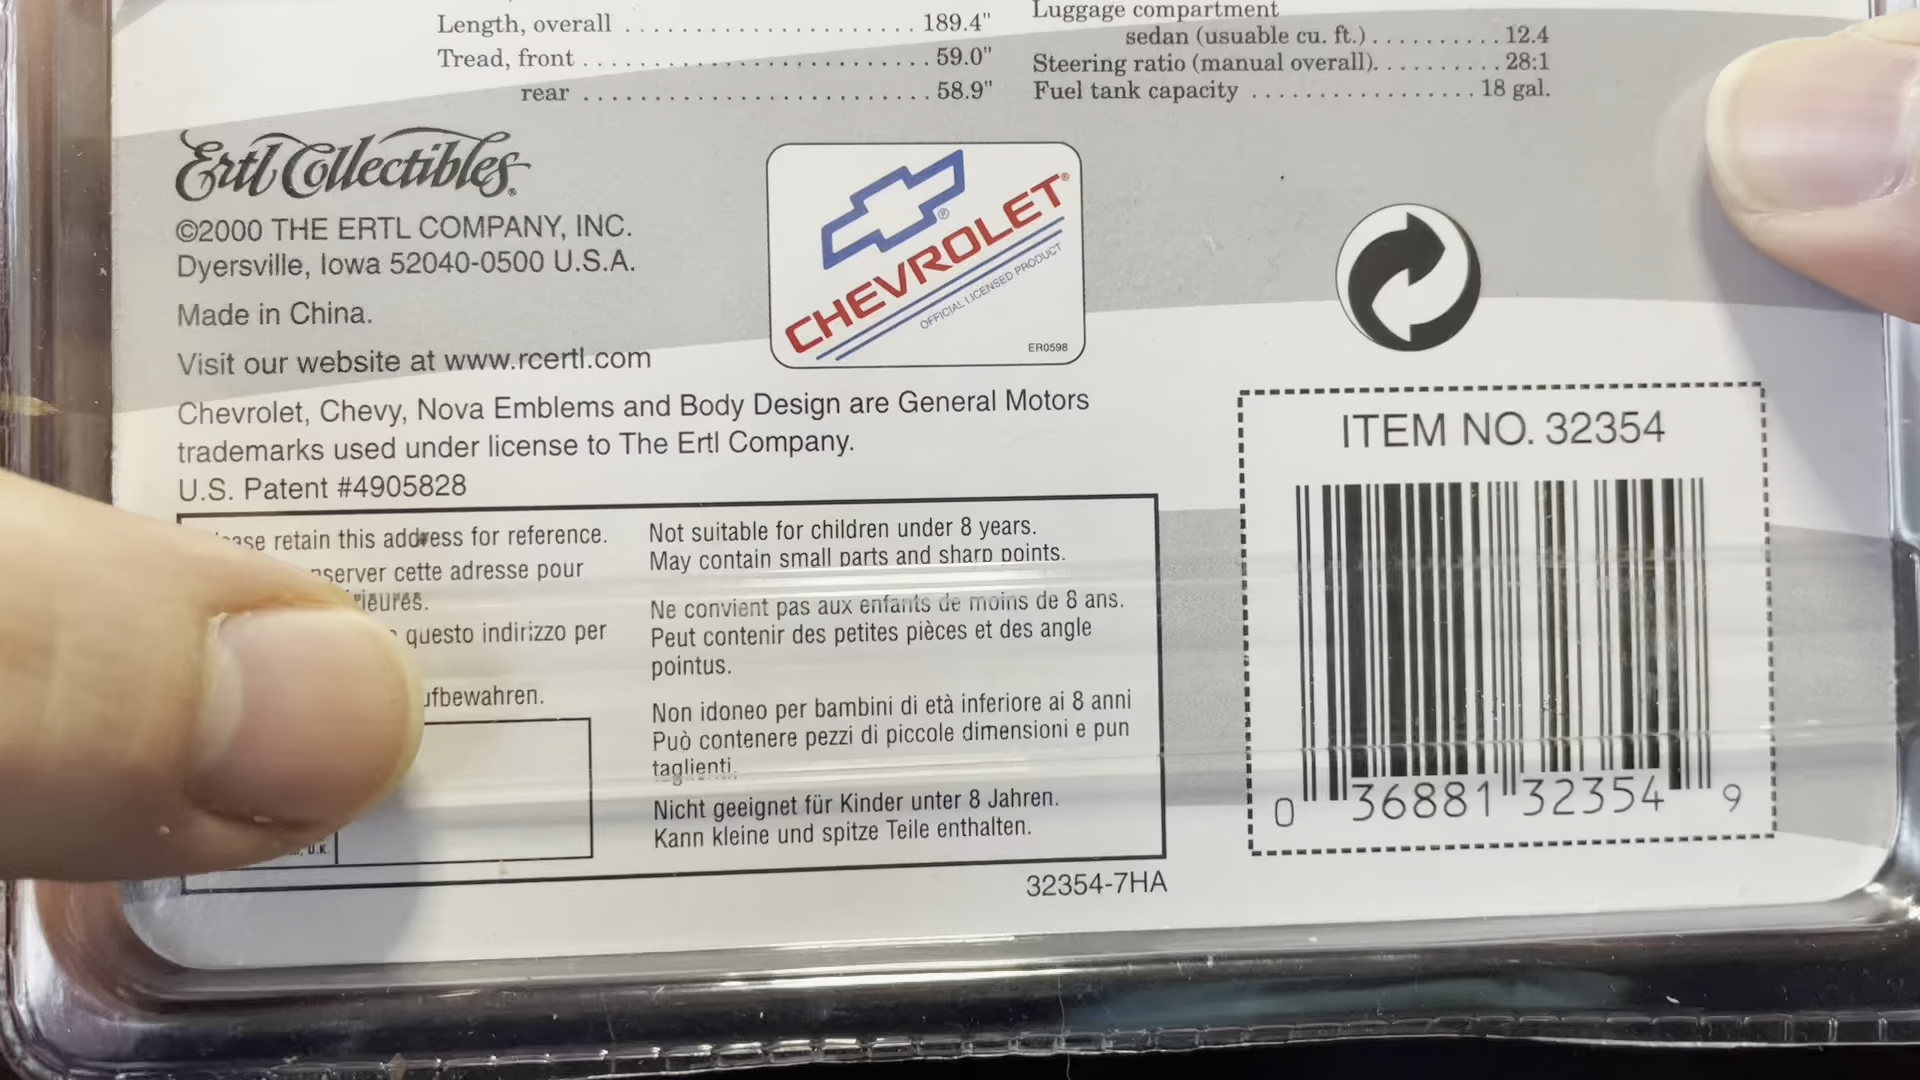 Length, overall ........................ 189.4"
Tread, front ............................. 59.0"
rear ............................. 58.9"
Luggage compartment
sedan (usuable cu. ft.).......... 12.4
Steering ratio (manual overall).......... 28:1
Fuel tank capacity ................. 18 gal.
Ertl Collectibles®
©2000 THE ERTL COMPANY, INC.
Dyersville, Iowa 52040-0500 U.S.A.
Made in China.
Visit our website at www.rcertl.com
®
CHEVROLET®
OFFICIAL LICENSED PRODUCT
ER0598
Chevrolet, Chevy, Nova Emblems and Body Design are General Motors
trademarks used under license to The Ertl Company.
U.S. Patent #4905828
retain this address for reference.
cette adresse pour
questo indirizzo per
U.K.
Not suitable for children under 8 years.
May contain small parts and sharp points.
Ne convient pas aux enfants de moins de 8 ans.
Peut contenir des petites pièces et des angle
pointus.
Non idoneo per bambini di età inferiore ai 8 anni
Può contenere pezzi di piccole dimensioni e pun
taglienti.
Nicht geeignet für Kinder unter 8 Jahren.
Kann kleine und spitze Teile enthalten.
32354-7HA
ITEM NO. 32354
0 36881 32354 9